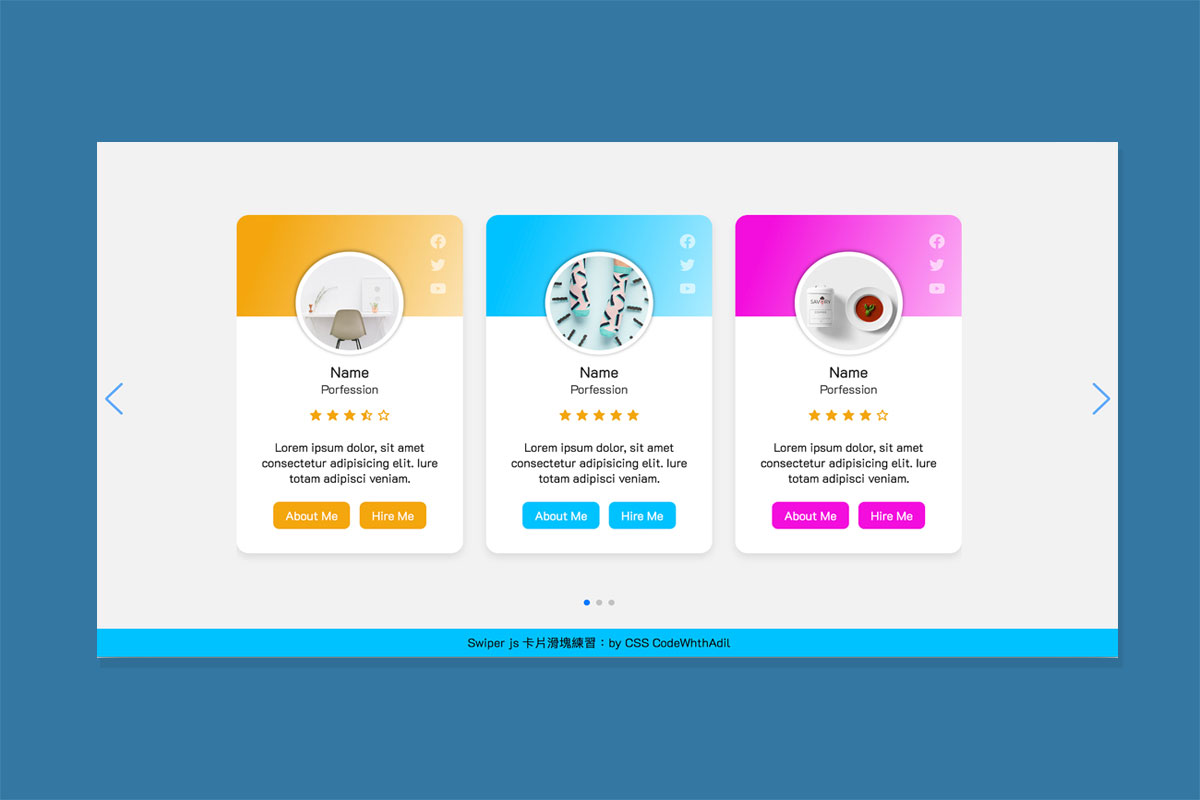 Name
Porfession
Lorem ipsum dolor, sit amet
consectetur adipisicing elit. Iure
totam adipisci veniam.
About Me
Hire Me
Name
Porfession
Lorem ipsum dolor, sit amet
consectetur adipisicing elit. Iure
totam adipisci veniam.
About Me
Hire Me
SAVORY
Name
Porfession
Lorem ipsum dolor, sit amet
consectetur adipisicing elit. Iure
totam adipisci veniam.
About Me
Hire Me
Swiper js 卡片滑塊練習：by CSS CodeWhthAdil